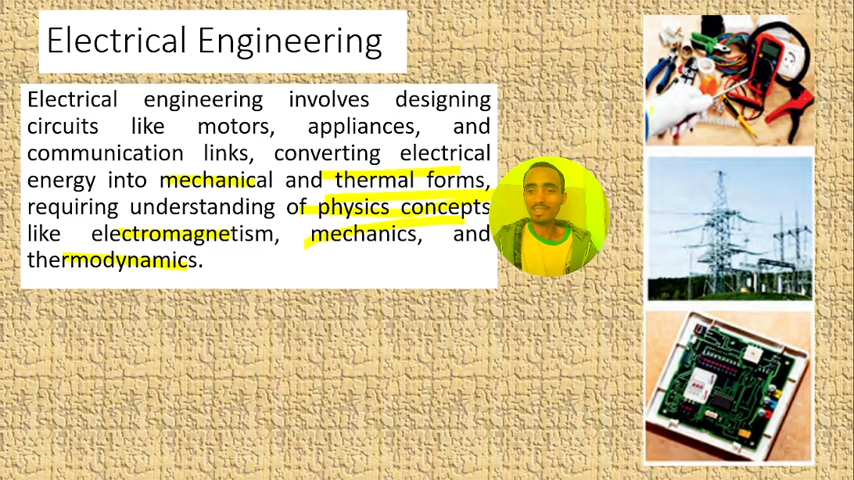 Electrical Engineering
Electrical engineering involves designing
circuits like motors, appliances, and
communication links, converting electrical
energy into mechanical and thermal forms,
requiring understanding of physics concepts
like electromagnetism, mechanics, and
thermodynamics.